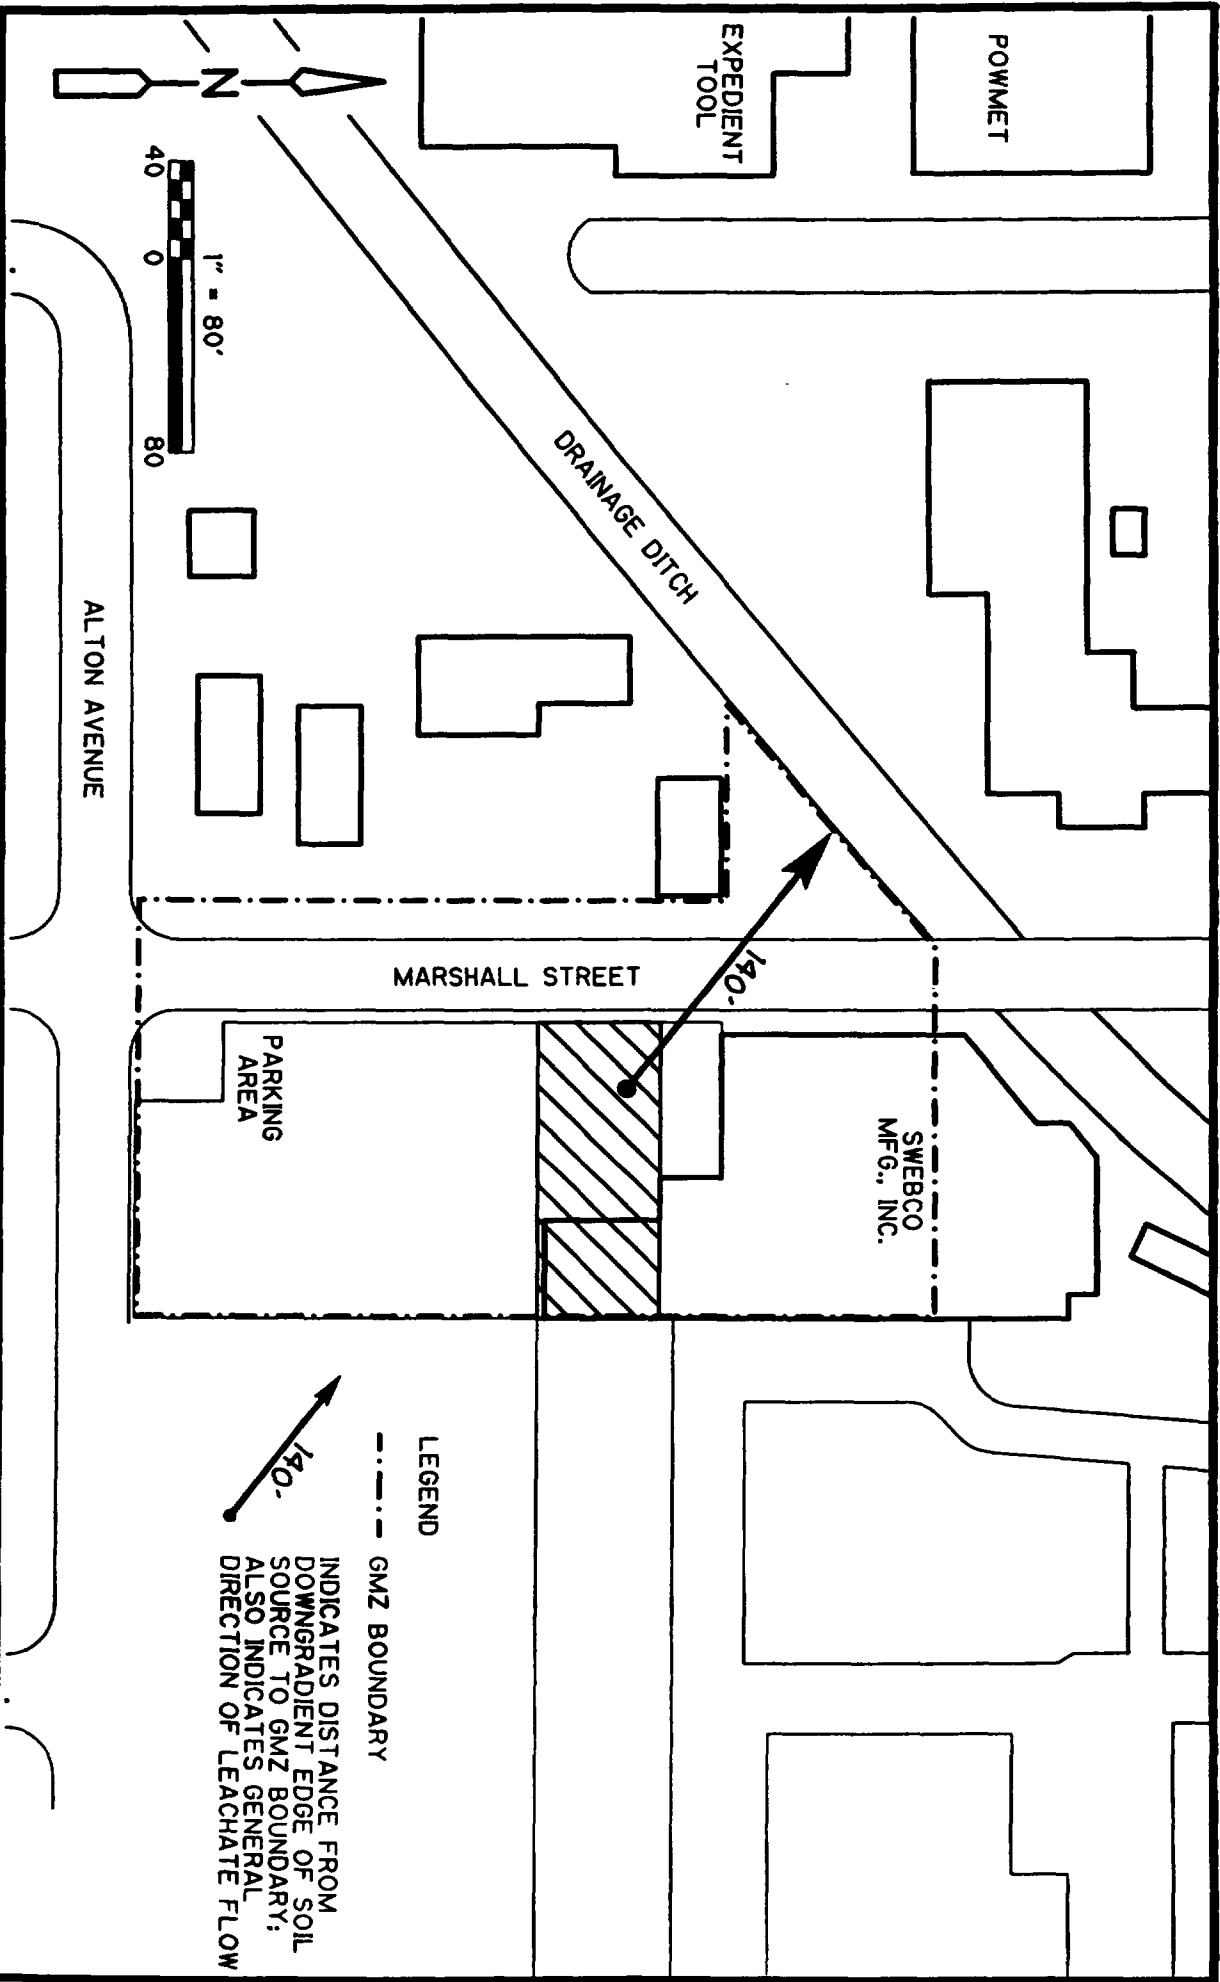 POWMET
EXPEDIENT
TOOL
N
40
0
80
1" = 80'
DRAINAGE DITCH
ALTON AVENUE
MARSHALL STREET
140'
PARKING
AREA
SWEBCO
MFG., INC.
LEGEND
GMZ BOUNDARY
140'
INDICATES DISTANCE FROM
DOWNGRADIENT EDGE OF SOIL
SOURCE TO GMZ BOUNDARY;
ALSO INDICATES GENERAL
DIRECTION OF LEACHATE FLOW